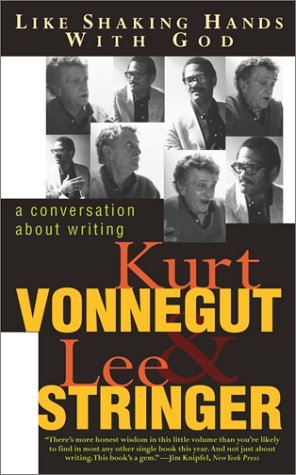 LIKE SHAKING HANDS
WITH GOD
a conversation
about writing
Kurt
VONNEGUT
&
Lee
STRINGER
"There's more honest wisdom in this little volume than you're likely
to find in most any other single book this year. And not just about
writing. This book's a gem."—Jim Knipfel, New York Press